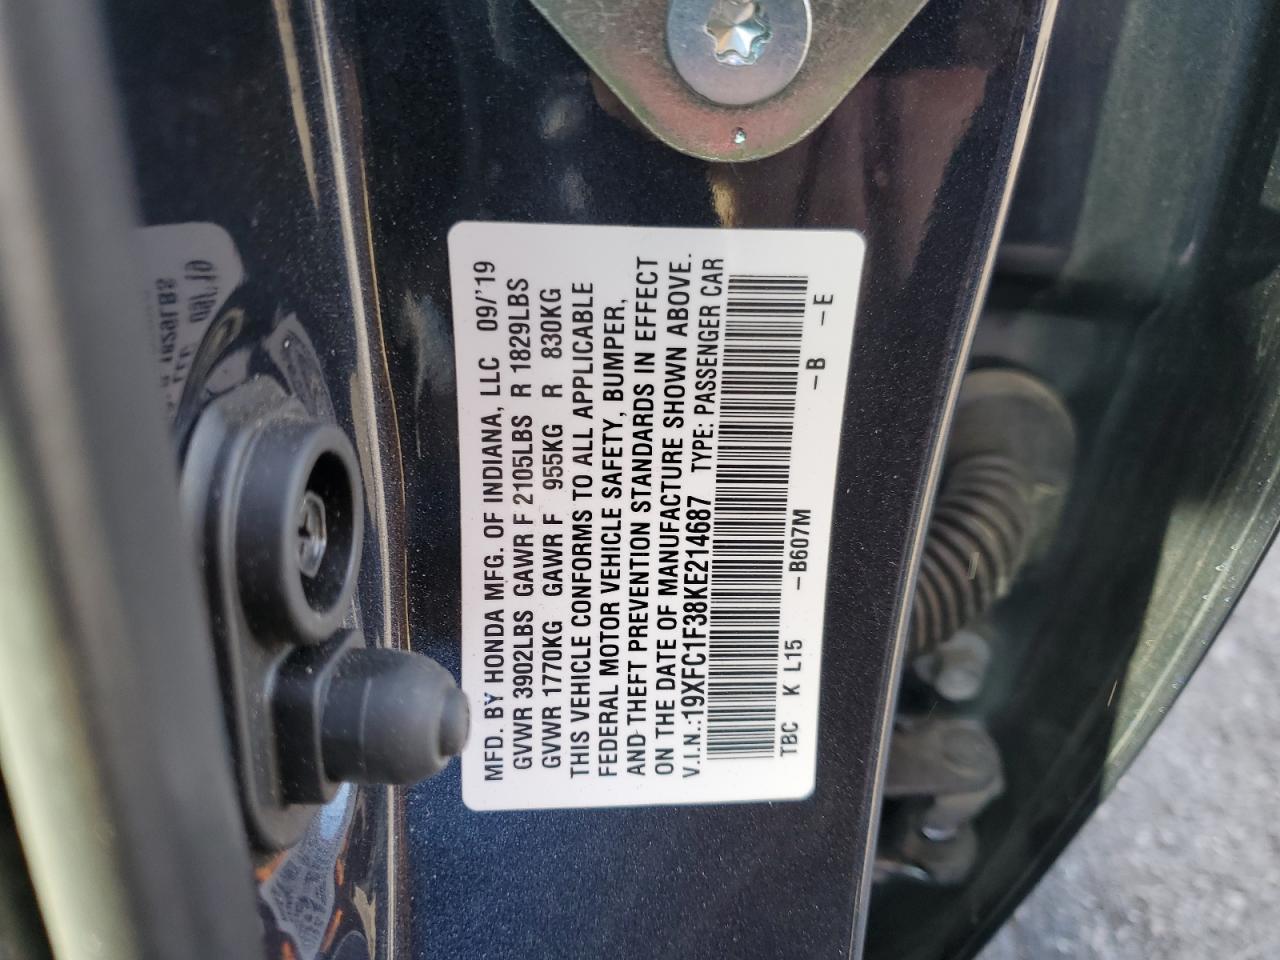 MFD. BY HONDA MFG. OF INDIANA, LLC 09/'19
GVWR 3902LBS GAWR F 2105LBS R 1829LBS
GVWR 1770KG GAWR F 955KG R 830KG
THIS VEHICLE CONFORMS TO ALL APPLICABLE
FEDERAL MOTOR VEHICLE SAFETY, BUMPER,
AND THEFT PREVENTION STANDARDS IN EFFECT
ON THE DATE OF MANUFACTURE SHOWN ABOVE.
V.I.N.:19XFC1F38KE214687 TYPE: PASSENGER CAR
TBC K L15 -B607M -B -E